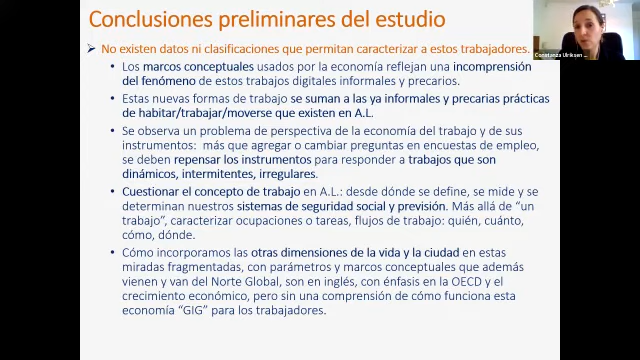 Conclusiones preliminares del estudio
➢ No existen datos ni clasificaciones que permitan caracterizar a estos trabajadores.
• Los marcos conceptuales usados por la economía reflejan una incomprensión
del fenómeno de estos trabajos digitales informales y precarios.
• Estas nuevas formas de trabajo se suman a las ya informales y precarias prácticas
de habitar/trabajar/moverse que existen en A.L.
• Se observa un problema de perspectiva de la economía del trabajo y de sus
instrumentos: más que agregar o cambiar preguntas en encuestas de empleo,
se deben repensar los instrumentos para responder a trabajos que son
dinámicos, intermitentes, irregulares.
• Cuestionar el concepto de trabajo en A.L.: desde dónde se define, se mide y se
determinan nuestros sistemas de seguridad social y previsión. Más allá de “un
trabajo”, caracterizar ocupaciones o tareas, flujos de trabajo: quién, cuánto,
cómo, dónde.
• Cómo incorporamos las otras dimensiones de la vida y la ciudad en estas
miradas fragmentadas, con parámetros y marcos conceptuales que además
vienen y van del Norte Global, son en inglés, con énfasis en la OECD y el
crecimiento económico, pero sin una comprensión de cómo funciona esta
economía “GIG” para los trabajadores.
Constanza Ulriksen ...